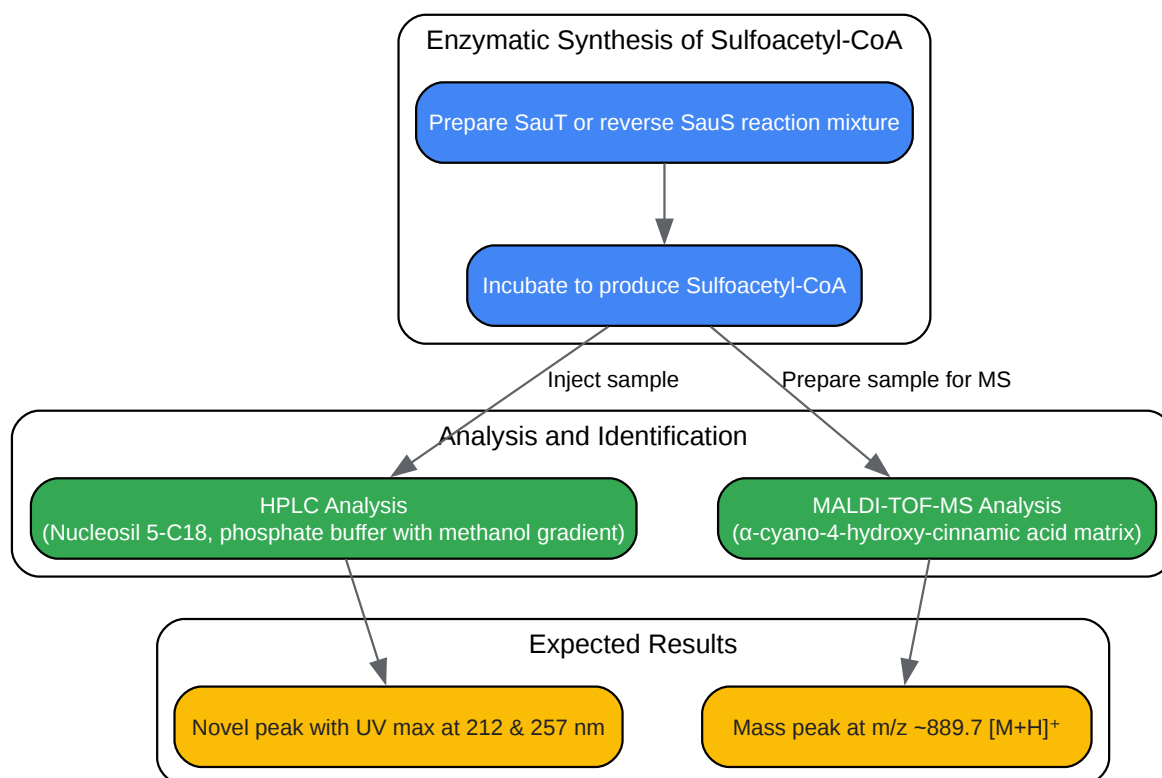 Enzymatic Synthesis of Sulfoacetyl-CoA
Prepare SauT or reverse SauS reaction mixture
Incubate to produce Sulfoacetyl-CoA
Inject sample
Prepare sample for MS
Analysis and Identification
HPLC Analysis
(Nucleosil 5-C18, phosphate buffer with methanol gradient)
MALDI-TOF-MS Analysis
(α-cyano-4-hydroxy-cinnamic acid matrix)
Expected Results
Novel peak with UV max at 212 & 257 nm
Mass peak at m/z ~889.7 [M+H]⁺